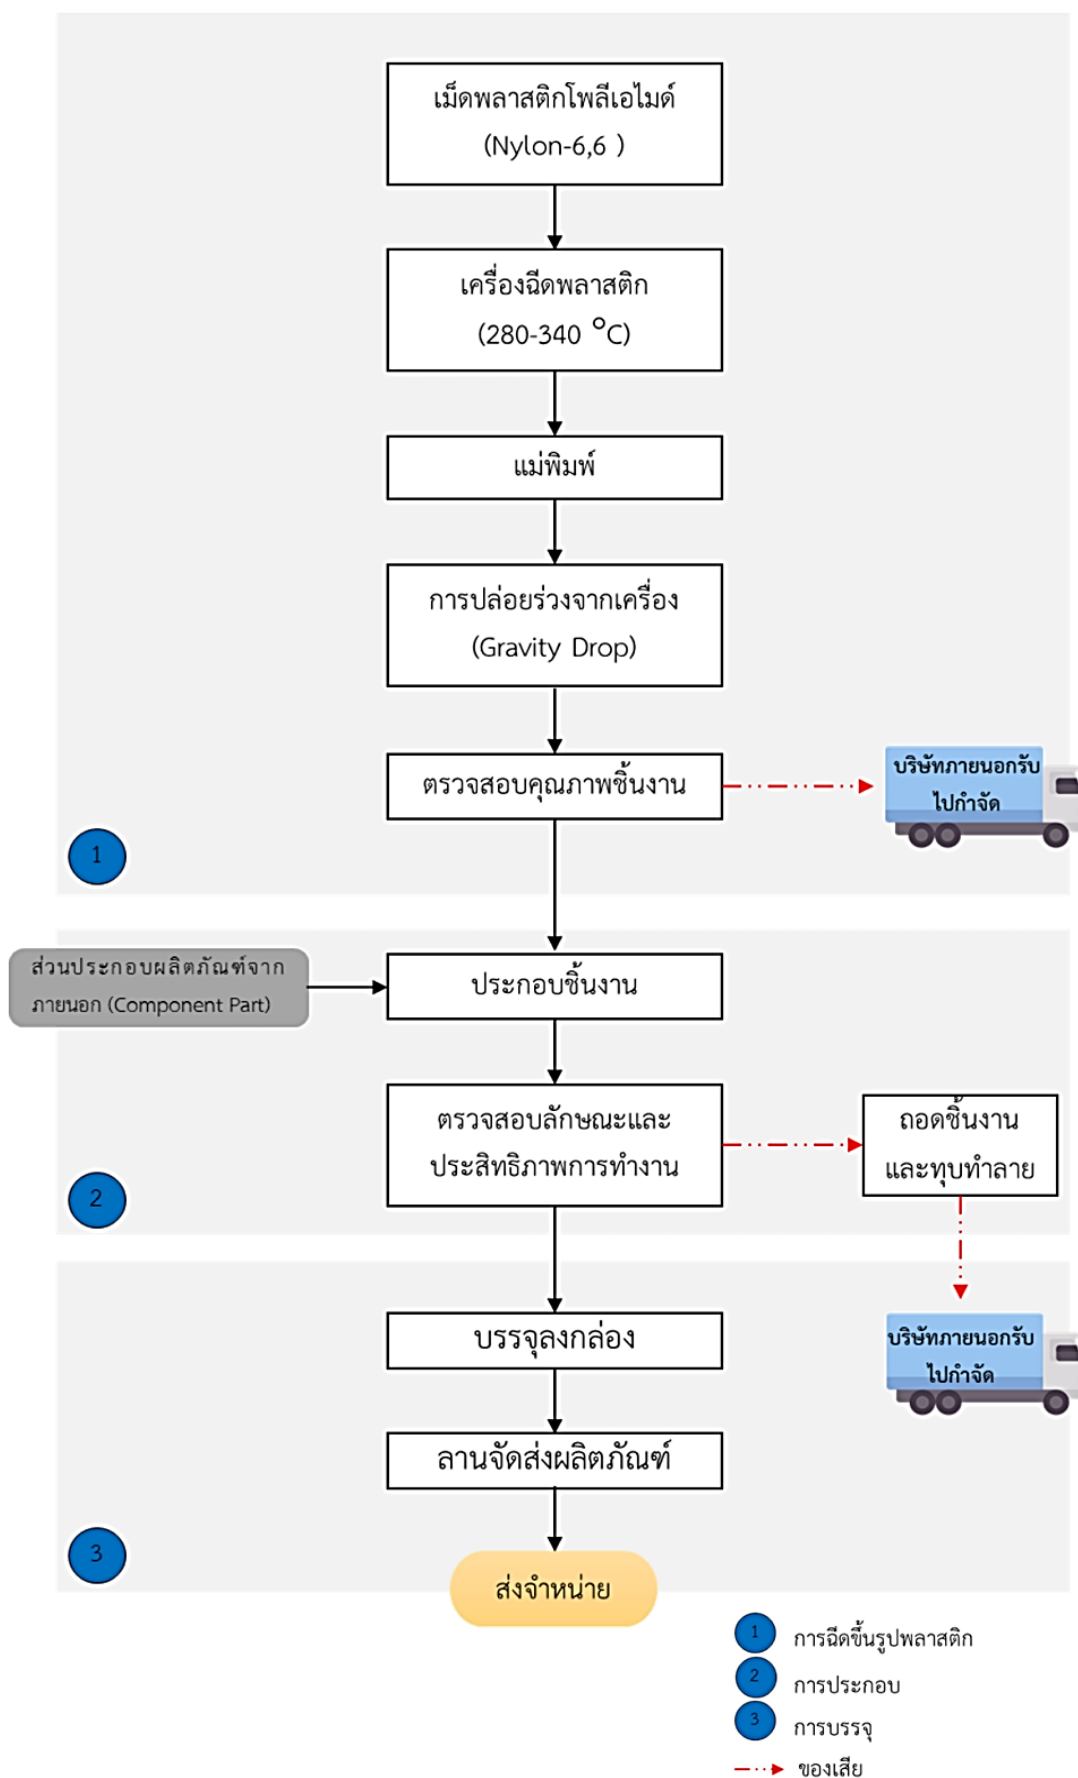 เม็ดพลาสติกโพลีเอไมด์
(Nylon-6,6 )
เครื่องฉีดพลาสติก
(280-340 °C)
แม่พิมพ์
การปล่อยร่วงจากเครื่อง
(Gravity Drop)
ตรวจสอบคุณภาพชิ้นงาน
บริษัทภายนอกรับ
ไปกำจัด
1
ส่วนประกอบผลิตภัณฑ์จาก
ภายนอก (Component Part)
ประกอบชิ้นงาน
ตรวจสอบลักษณะและ
ประสิทธิภาพการทำงาน
ถอดชิ้นงาน
และทุบทำลาย
2
บรรจุลงกล่อง
บริษัทภายนอกรับ
ไปกำจัด
ลานจัดส่งผลิตภัณฑ์
3
ส่งจำหน่าย
1 การฉีดขึ้นรูปพลาสติก
2 การประกอบ
3 การบรรจุ
ของเสีย